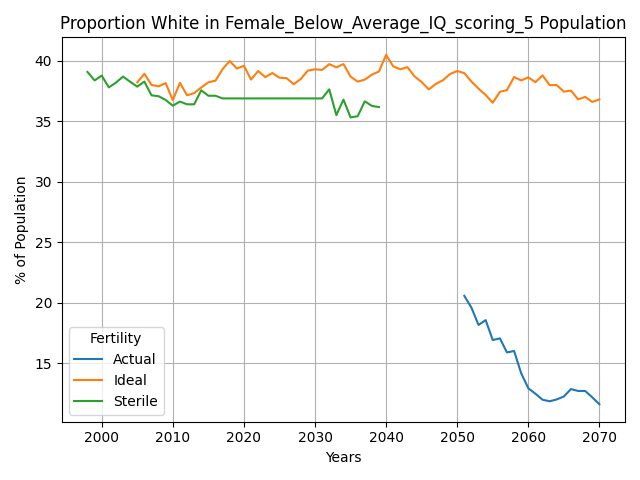 Proportion White in Female_Below_Average_IQ_scoring_5 Population
% of Population
40
35
30
25
20
15
Fertility
Actual
Ideal
Sterile
2000 2010 2020 2030 2040 2050 2060 2070
Years